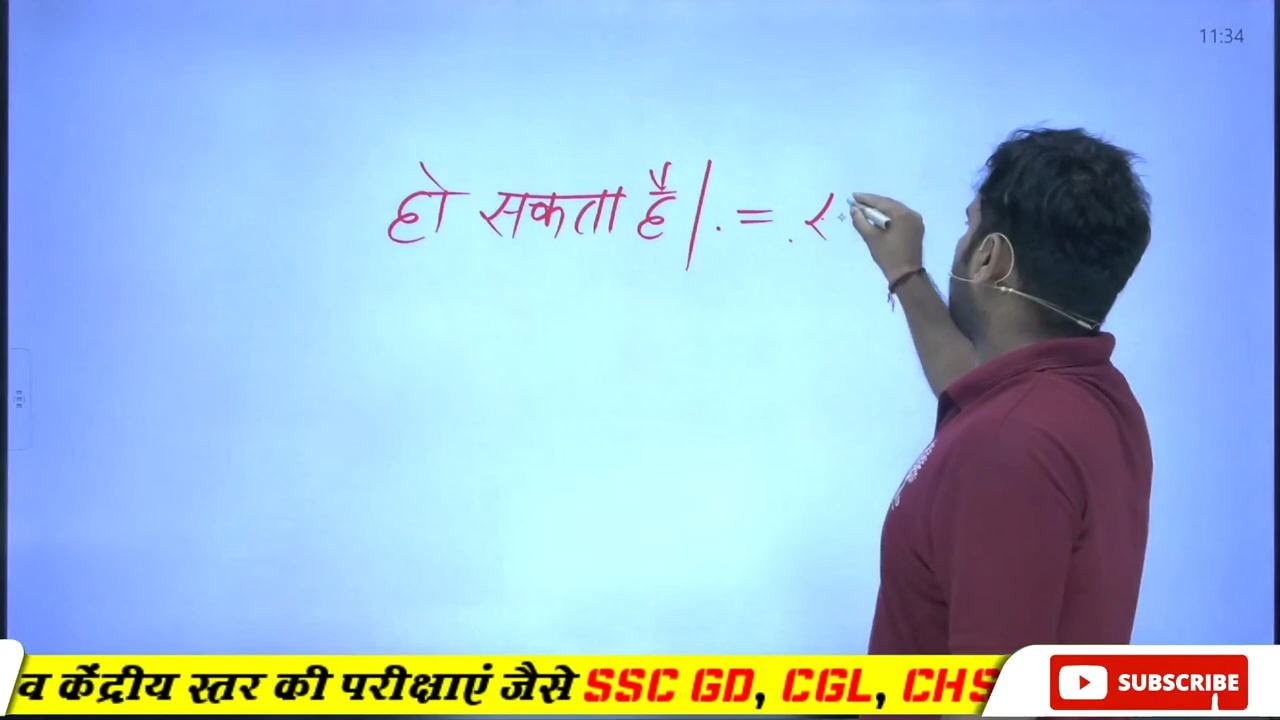 11:34
हो सकता है । . =
व केंद्रीय स्तर की परीक्षाएं जैसे SSC GD, CGL, CHS
SUBSCRIBE